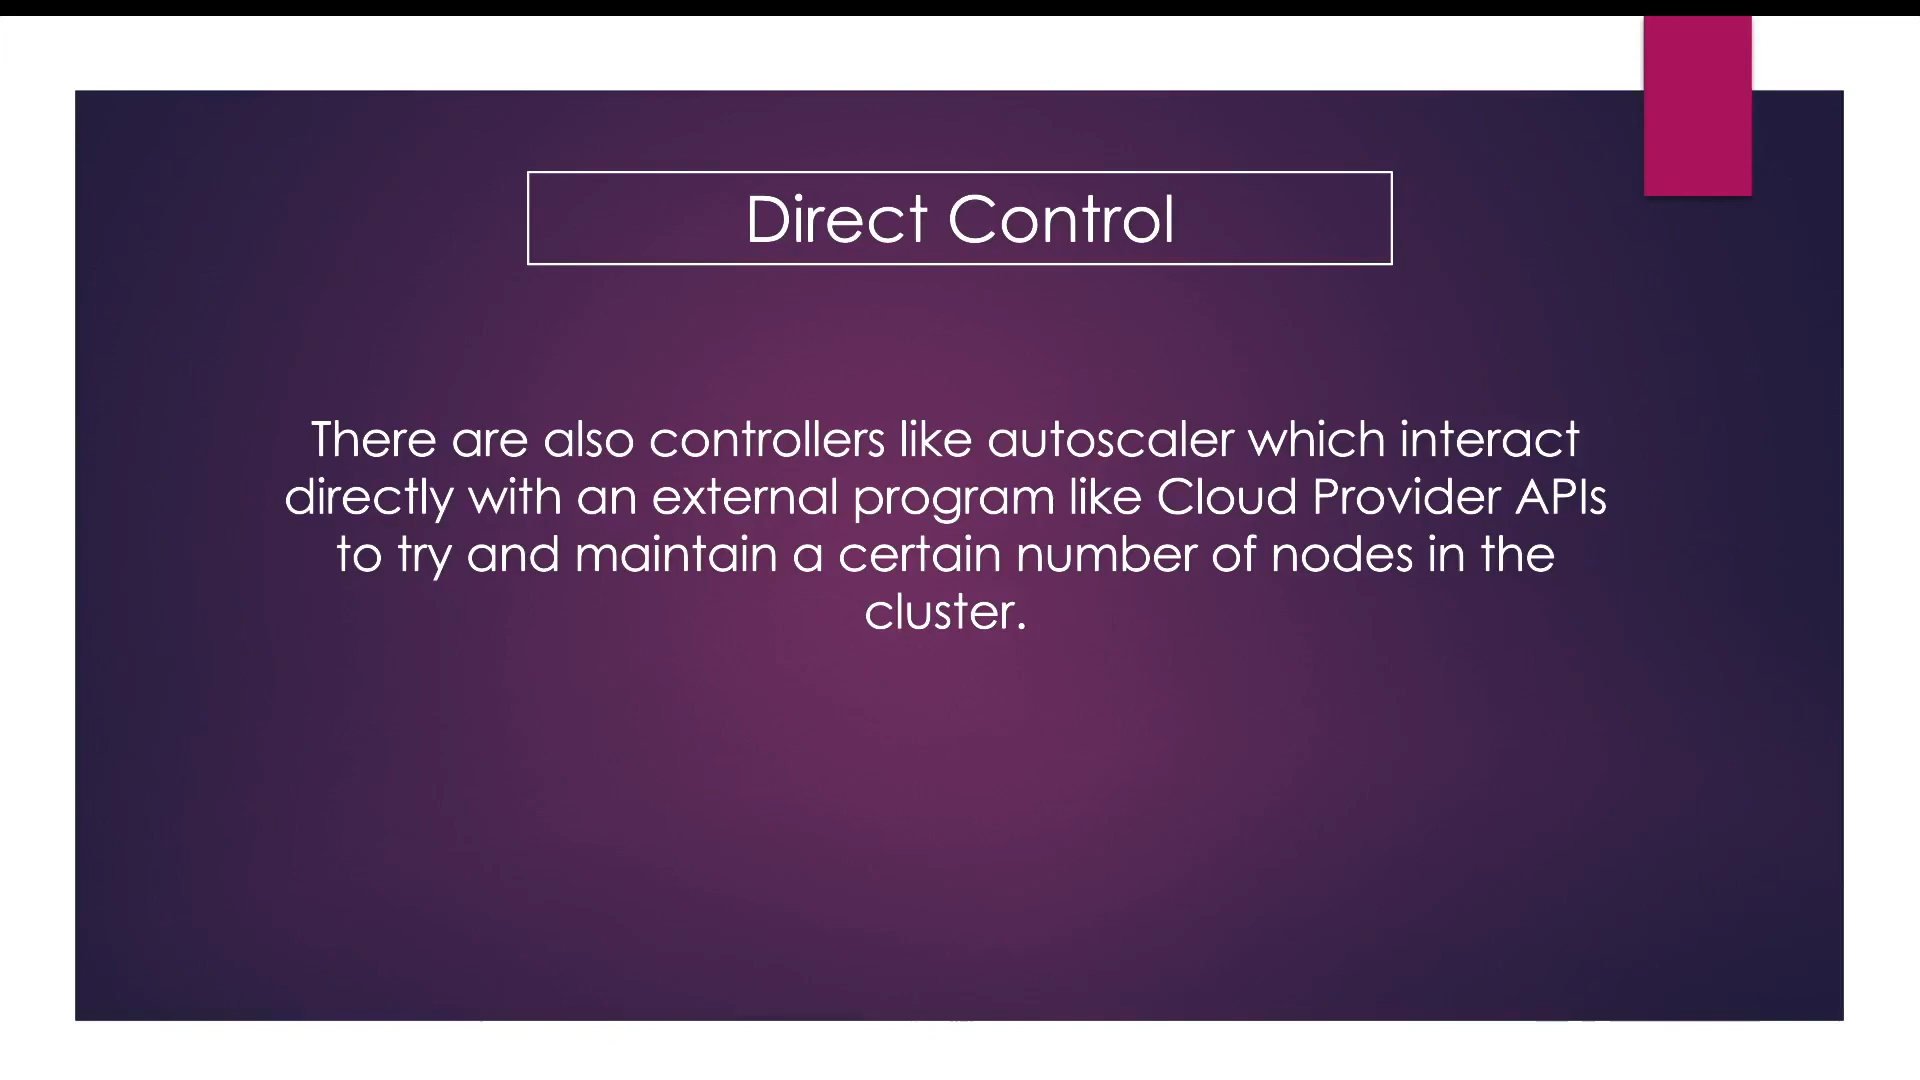 Direct Control
There are also controllers like autoscaler which interact
directly with an external program like Cloud Provider APIs
to try and maintain a certain number of nodes in the
cluster.